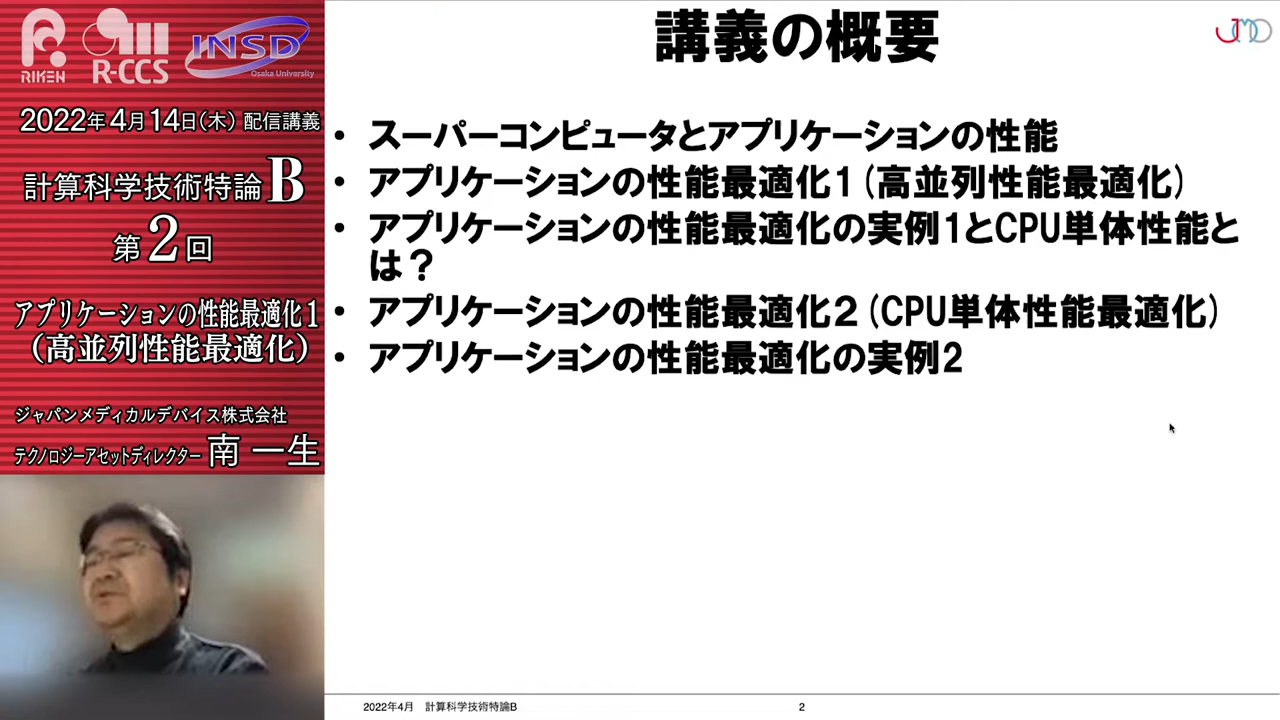 RIKEN
R-CCS
INSD
Osaka University
2022年4月14日(木) 配信講義
計算科学技術特論B
第2回
アプリケーションの性能最適化1
(高並列性能最適化)
ジャパンメディカルデバイス株式会社
テクノロジーアセットディレクター 南 一生
講義の概要
JMD
• スーパーコンピュータとアプリケーションの性能
• アプリケーションの性能最適化1(高並列性能最適化)
• アプリケーションの性能最適化の実例1とCPU単体性能と
は？
• アプリケーションの性能最適化2(CPU単体性能最適化)
• アプリケーションの性能最適化の実例2
2022年4月 計算科学技術特論B
2